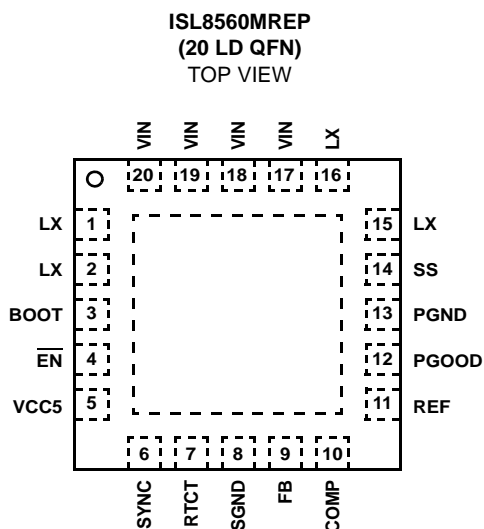 ISL8560MREP
(20 LD QFN)
TOP VIEW
VIN VIN VIN VIN LX
20 19 18 17 16
LX 1 15 LX
LX 2 14 SS
BOOT 3 13 PGND
EN 4 12 PGOOD
VCC5 5 11 REF
6 7 8 9 10
SYNC RTCT SGND FB COMP